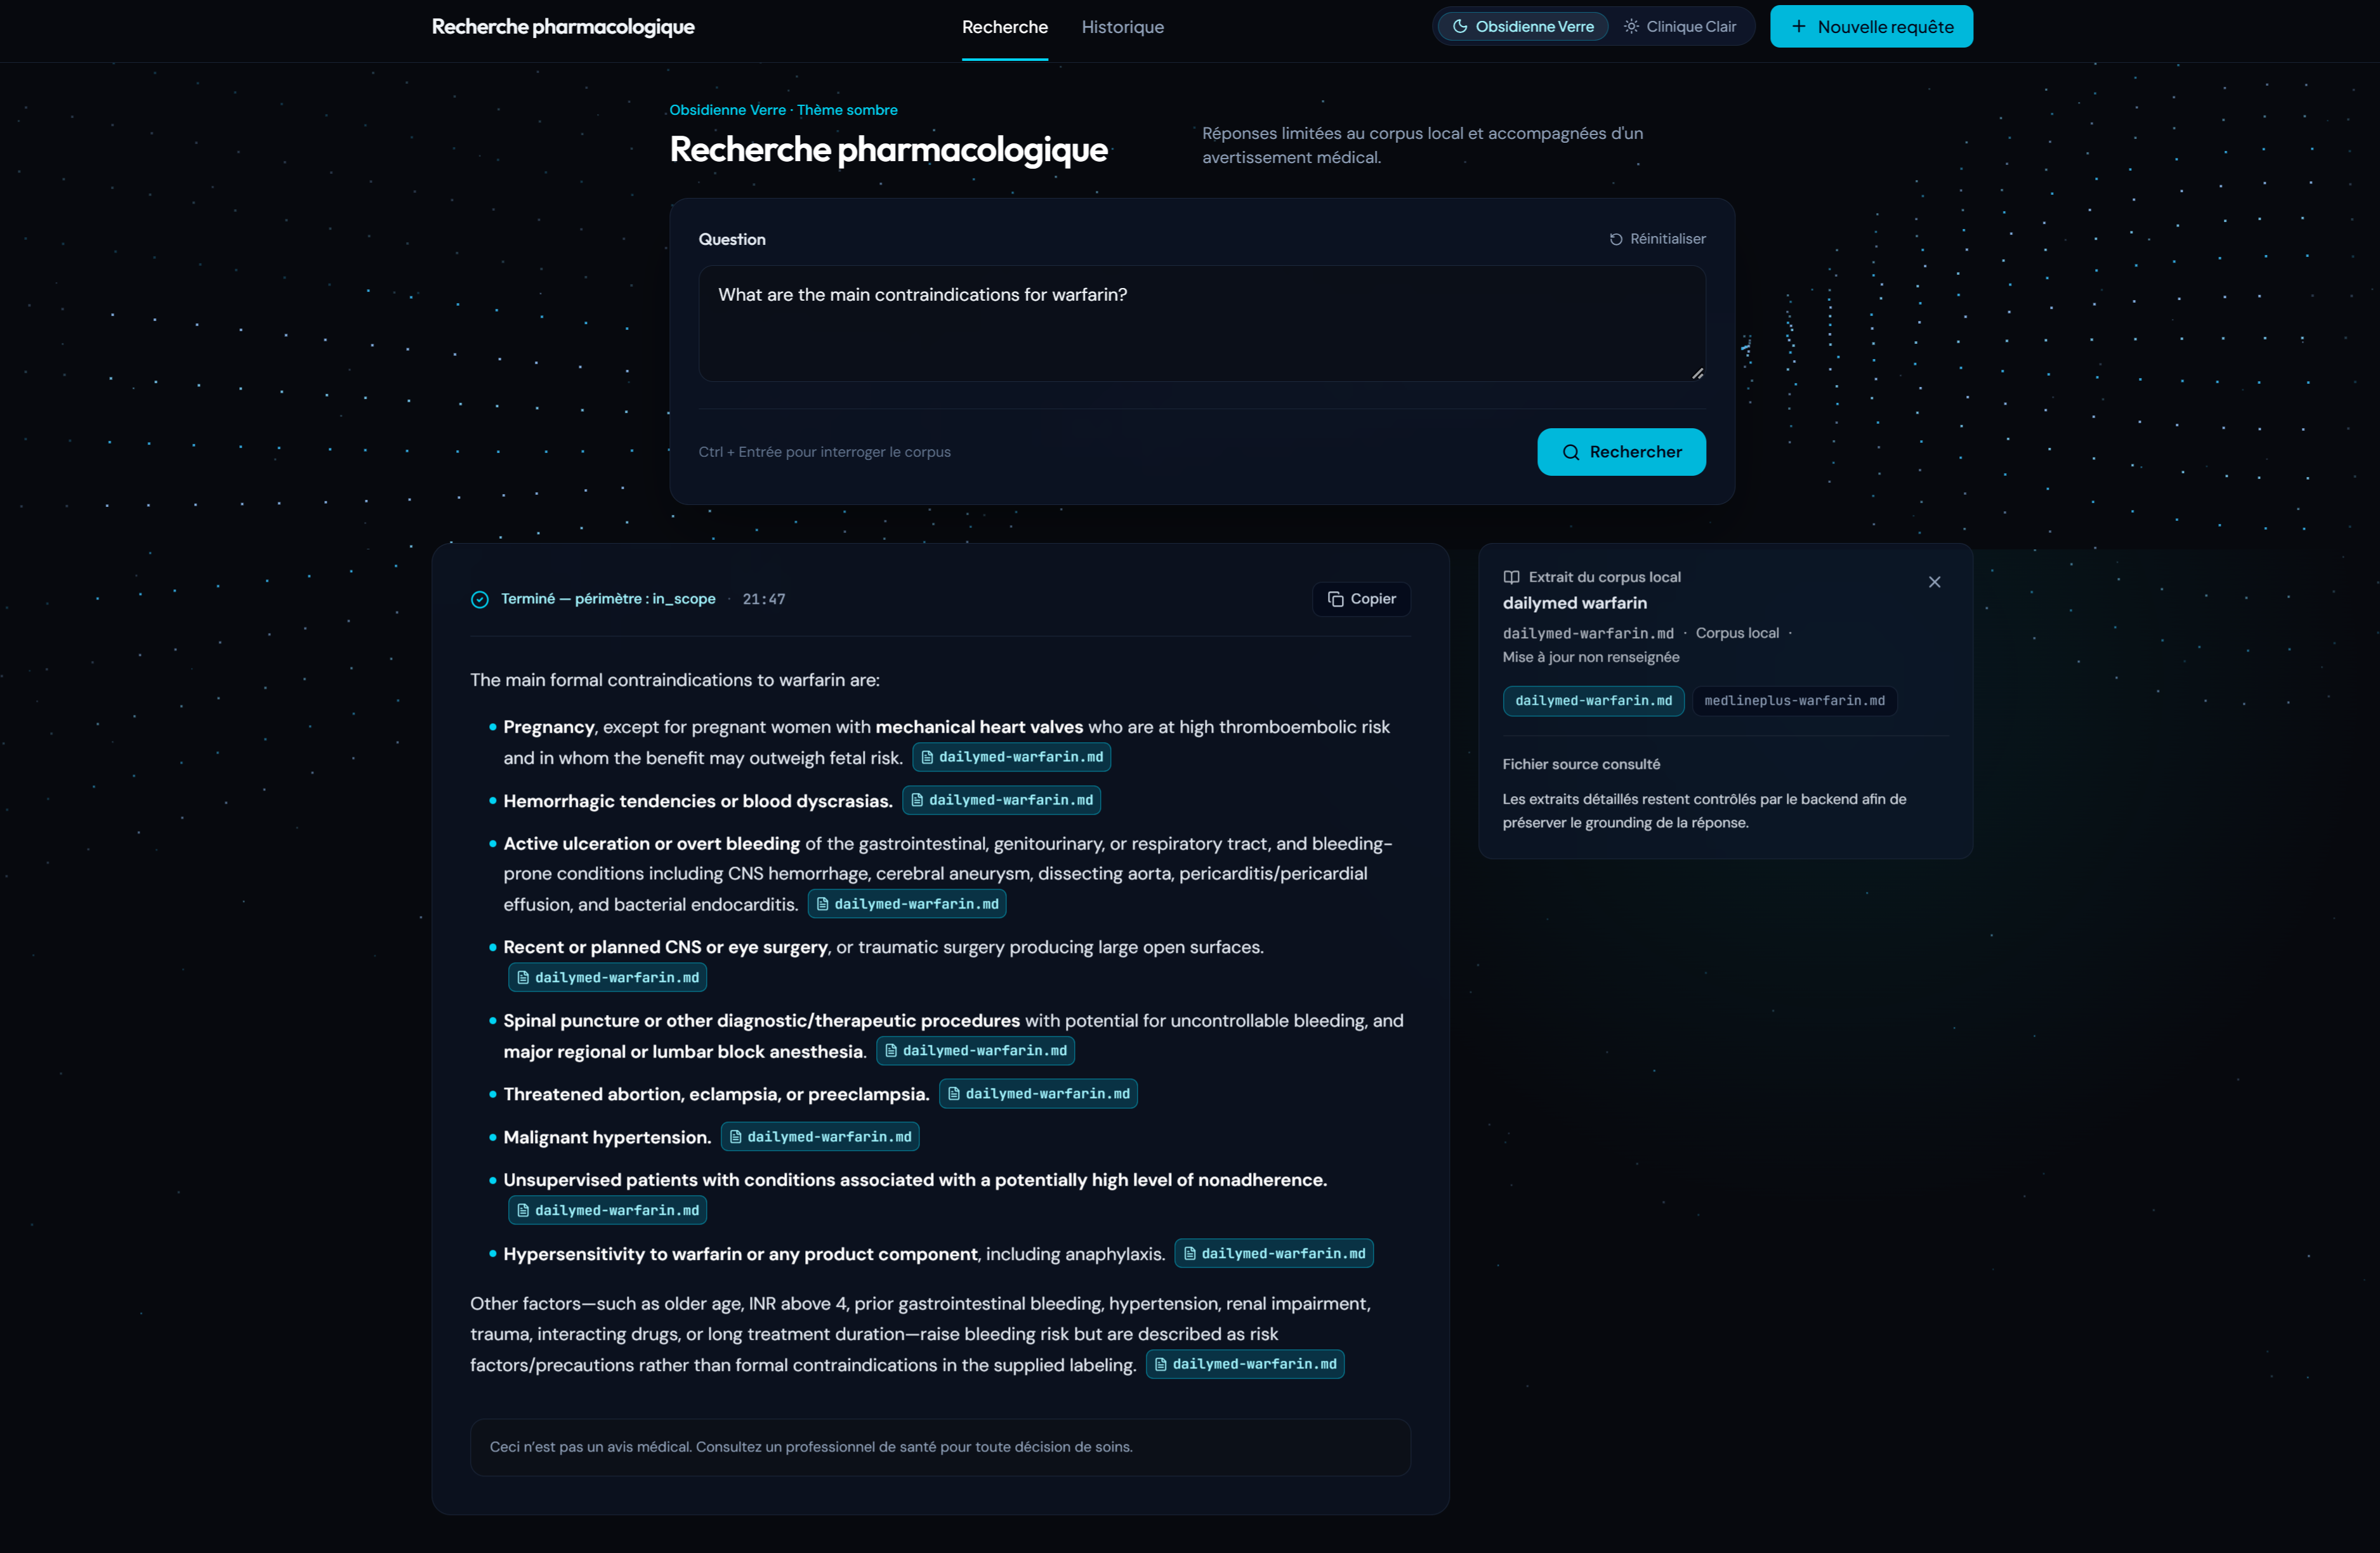 Recherche pharmacologique
Recherche
Historique
Obsidienne Verre
Clinique Clair
+ Nouvelle requête
Obsidienne Verre · Thème sombre
Recherche pharmacologique
Réponses limitées au corpus local et accompagnées d'un
avertissement médical.
Question
Réinitialiser
What are the main contraindications for warfarin?
Ctrl + Entrée pour interroger le corpus
Rechercher
Terminé — périmètre : in_scope · 21:47
Copier
The main formal contraindications to warfarin are:
• Pregnancy, except for pregnant women with mechanical heart valves who are at high thromboembolic risk
and in whom the benefit may outweigh fetal risk. dailymed-warfarin.md
• Hemorrhagic tendencies or blood dyscrasias. dailymed-warfarin.md
• Active ulceration or overt bleeding of the gastrointestinal, genitourinary, or respiratory tract, and bleeding-
prone conditions including CNS hemorrhage, cerebral aneurysm, dissecting aorta, pericarditis/pericardial
effusion, and bacterial endocarditis. dailymed-warfarin.md
• Recent or planned CNS or eye surgery, or traumatic surgery producing large open surfaces.
dailymed-warfarin.md
• Spinal puncture or other diagnostic/therapeutic procedures with potential for uncontrollable bleeding, and
major regional or lumbar block anesthesia. dailymed-warfarin.md
• Threatened abortion, eclampsia, or preeclampsia. dailymed-warfarin.md
• Malignant hypertension. dailymed-warfarin.md
• Unsupervised patients with conditions associated with a potentially high level of nonadherence.
dailymed-warfarin.md
• Hypersensitivity to warfarin or any product component, including anaphylaxis. dailymed-warfarin.md
Other factors—such as older age, INR above 4, prior gastrointestinal bleeding, hypertension, renal impairment,
trauma, interacting drugs, or long treatment duration—raise bleeding risk but are described as risk
factors/precautions rather than formal contraindications in the supplied labeling. dailymed-warfarin.md
Ceci n'est pas un avis médical. Consultez un professionnel de santé pour toute décision de soins.
Extrait du corpus local
dailymed warfarin
dailymed-warfarin.md · Corpus local ·
Mise à jour non renseignée
dailymed-warfarin.md
medlineplus-warfarin.md
Fichier source consulté
Les extraits détaillés restent contrôlés par le backend afin de
préserver le grounding de la réponse.